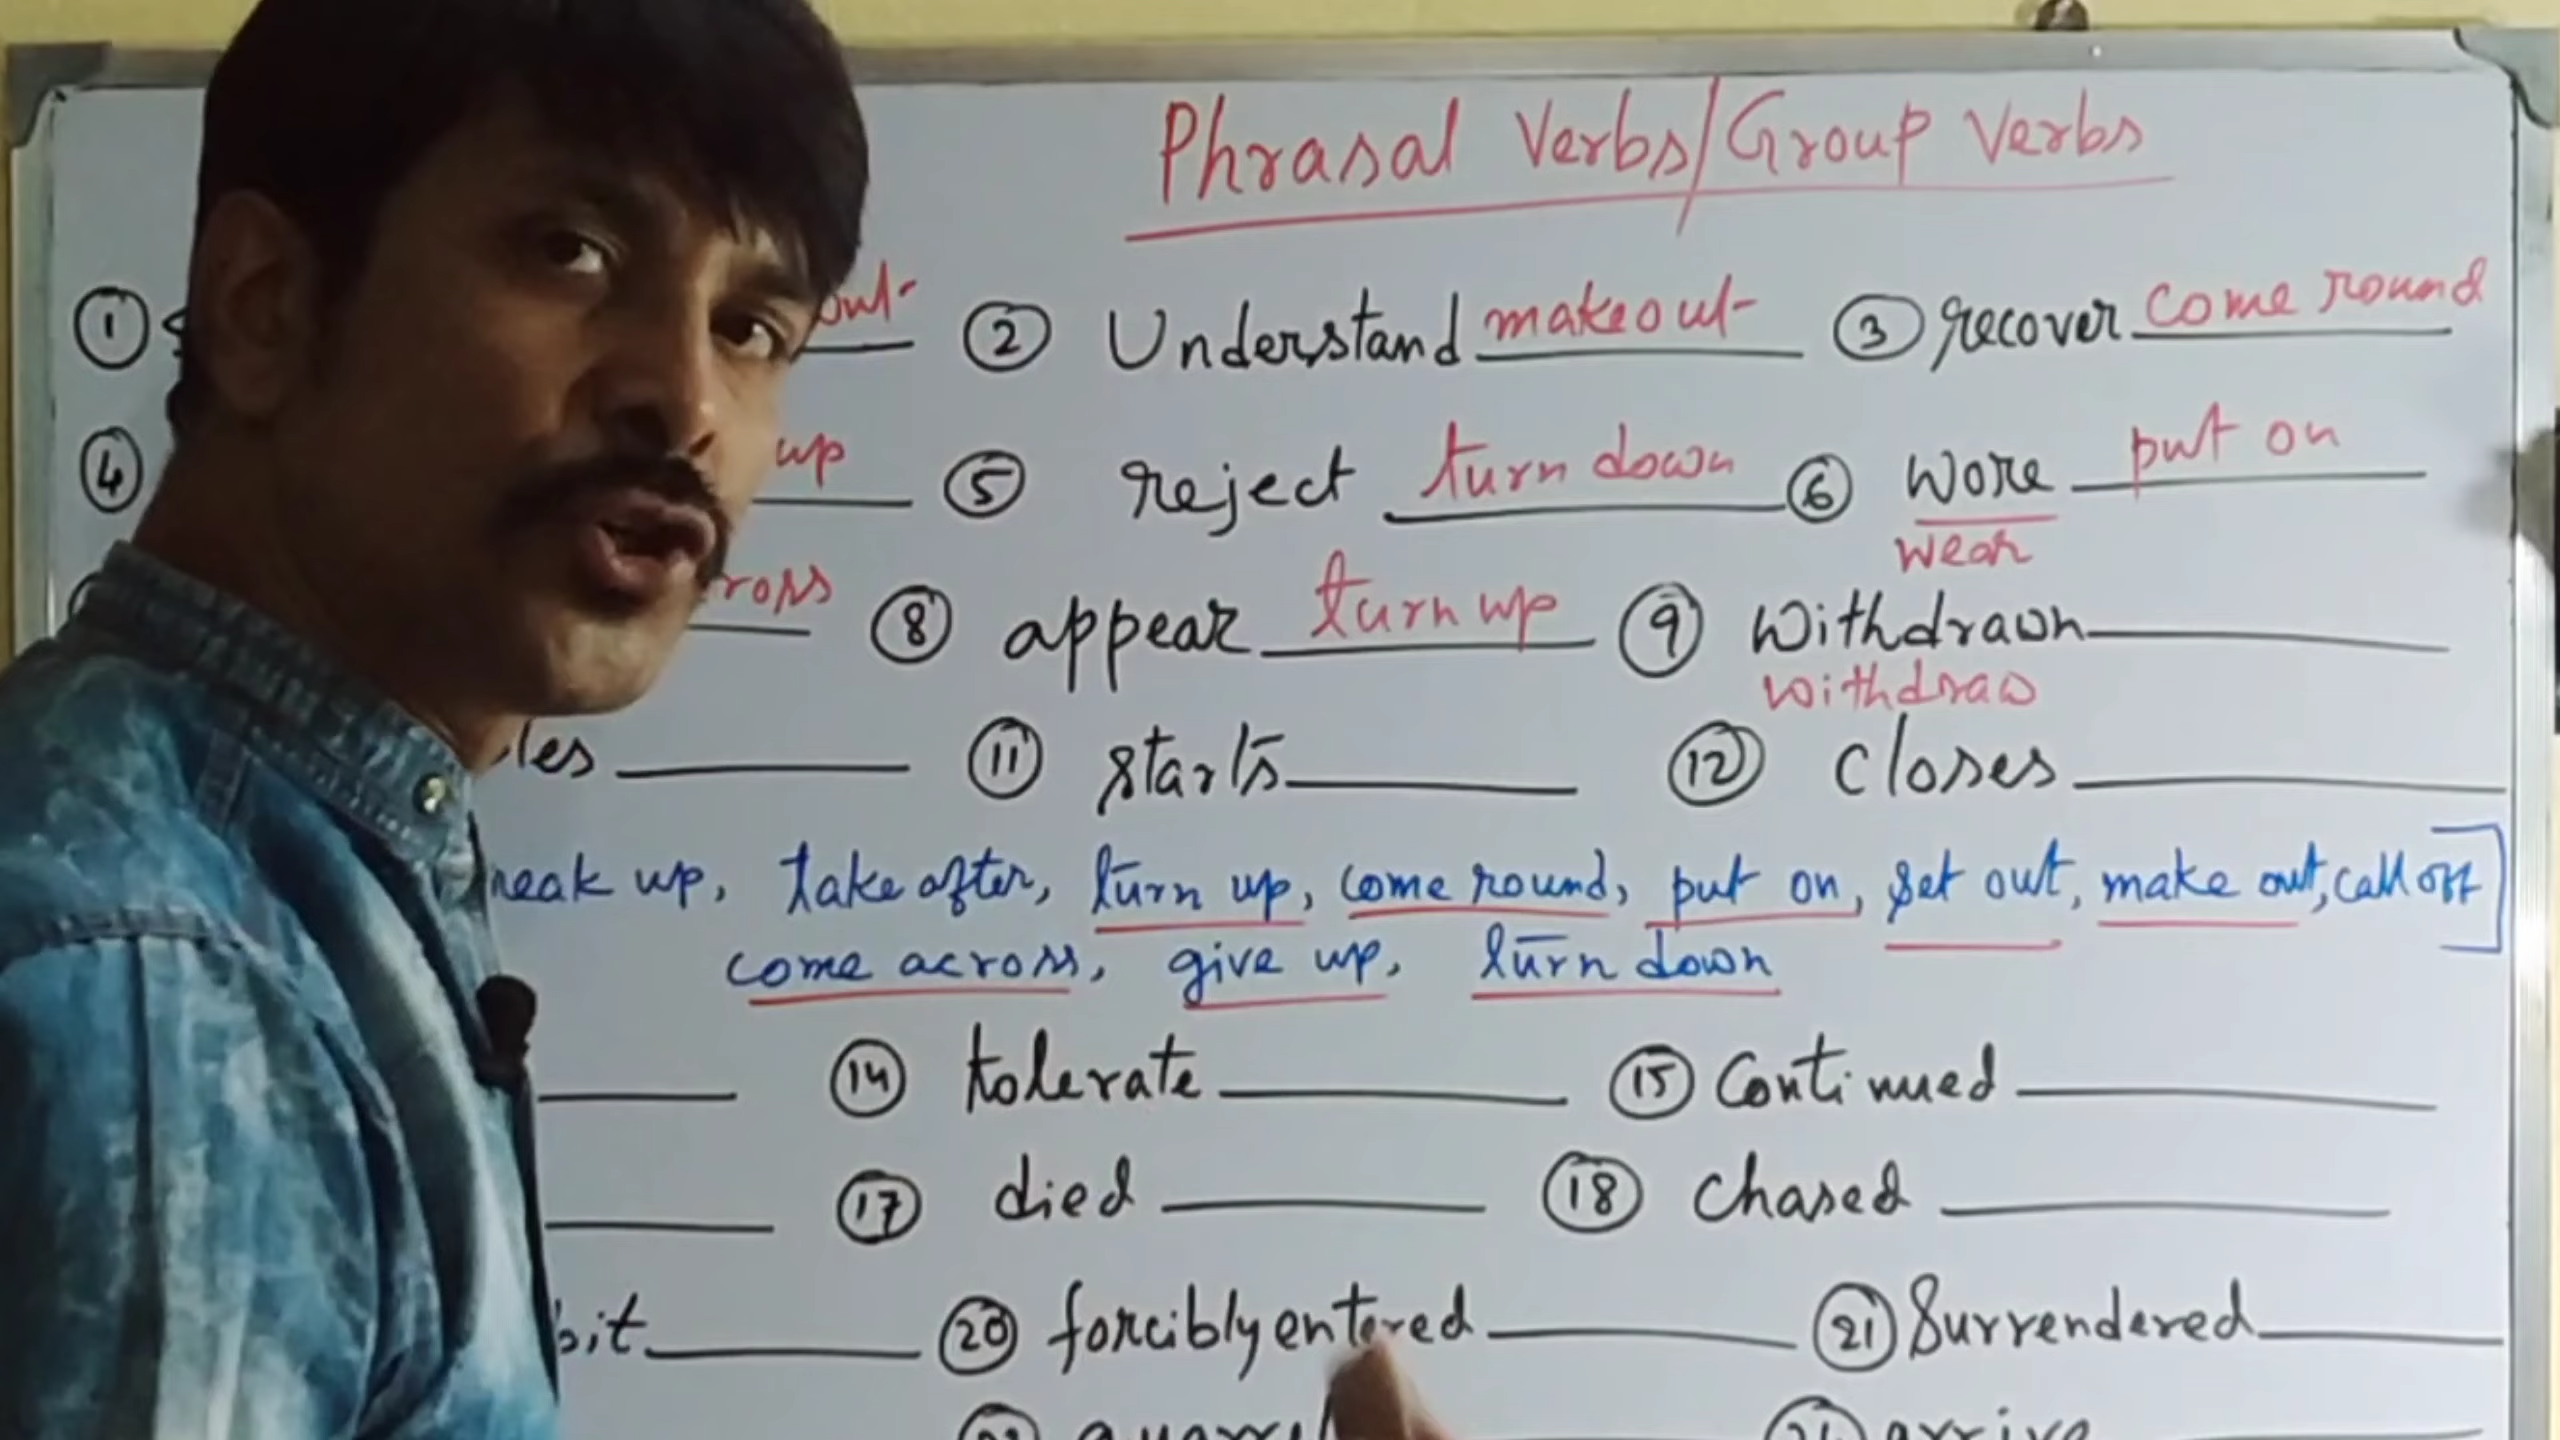 Phrasal Verbs/Group Verbs
① out ② Understand makeout ③ recover come round
④ up ⑤ reject turn down ⑥ wore put on
wear
ross ⑧ appear turn up ⑨ withdrawn
withdraw
les ⑪ starts ⑫ closes
reak up, take after, turn up, come round, put on, set out, make out, call off]
come across, give up, turn down
⑭ tolerate ⑮ Continued
⑰ died ⑱ chased
bit ⑳ forcibly entered ㉑ Surrendered